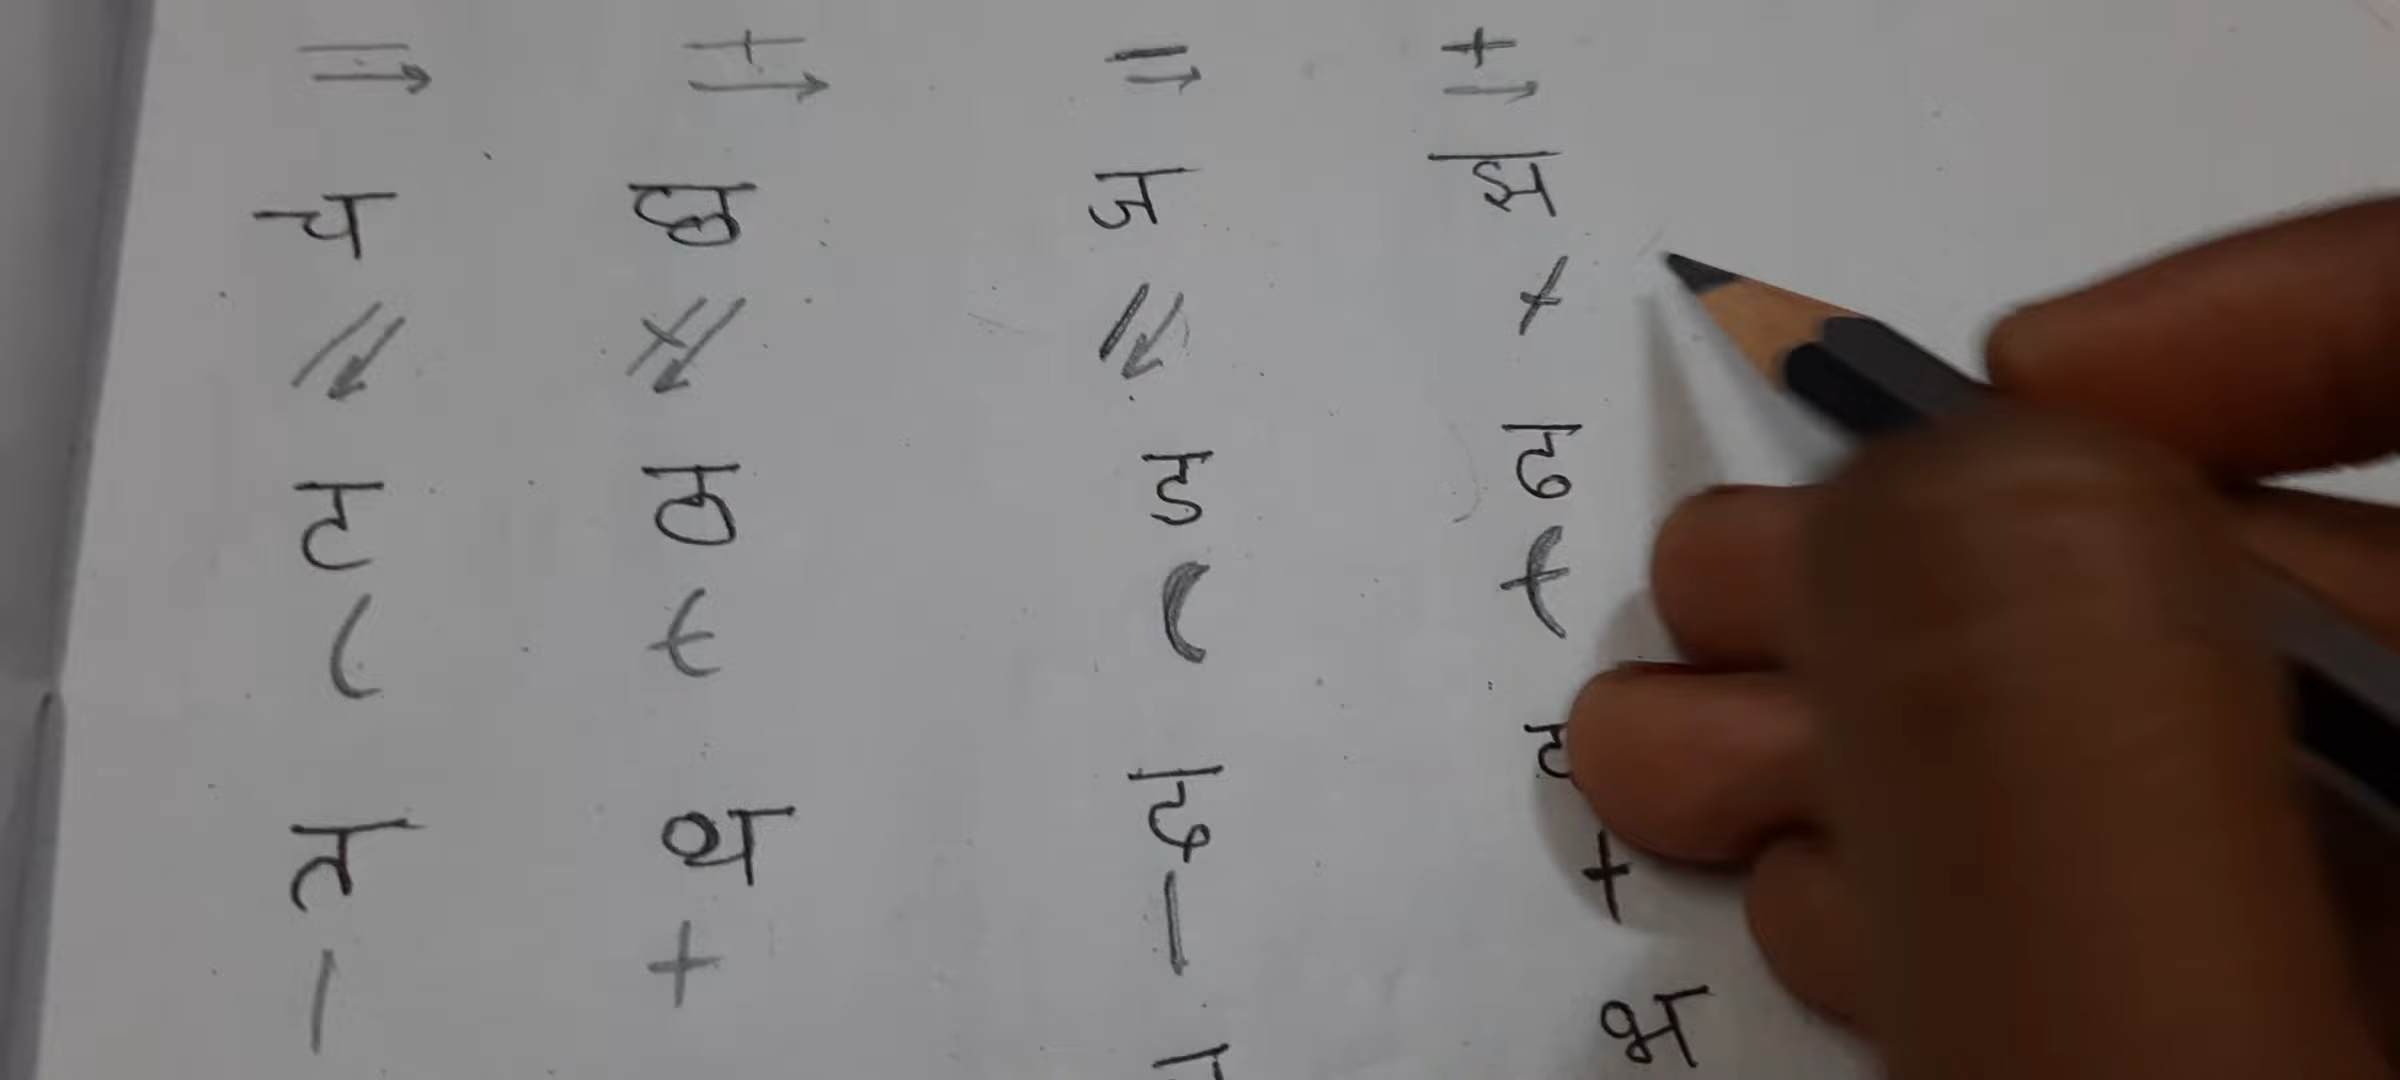 च छ ज झ
ट ठ ड ढ
त थ द
भ